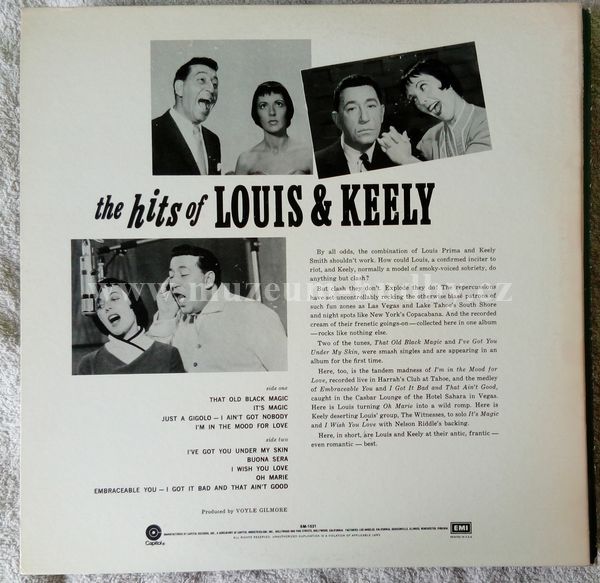 the hits of LOUIS & KEELY
By all odds, the combination of Louis Prima and Keely
Smith shouldn't work. How could Louis, a confirmed inciter to
riot, and Keely, normally a model of smoky-voiced sobriety, do
anything but clash?
But clash they don't. Explode they do! The repercussions
have set uncontrollably rocking the otherwise blasé patrons of
such fun zones as Las Vegas and Lake Tahoe's South Shore
and night spots like New York's Copacabana. And the recorded
cream of their frenetic goings-on—collected here in one album
—rocks like nothing else.
Two of the tunes, That Old Black Magic and I've Got You
Under My Skin, were smash singles and are appearing in an
album for the first time.
Here, too, is the tandem madness of I'm in the Mood for
Love, recorded live in Harrah's Club at Tahoe, and the medley
of Embraceable You and I Got It Bad and That Ain't Good,
caught in the Casbar Lounge of the Hotel Sahara in Vegas.
Here is Louis turning Oh Marie into a wild romp. Here is
Keely deserting Louis' group, The Witnesses, to solo It's Magic
and I Wish You Love with Nelson Riddle's backing.
Here, in short, are Louis and Keely at their antic, frantic —
even romantic — best.
side one
THAT OLD BLACK MAGIC
IT'S MAGIC
JUST A GIGOLO — I AIN'T GOT NOBODY
I'M IN THE MOOD FOR LOVE
side two
I'VE GOT YOU UNDER MY SKIN
BUONA SERA
I WISH YOU LOVE
OH MARIE
EMBRACEABLE YOU — I GOT IT BAD AND THAT AIN'T GOOD
Produced by VOYLE GILMORE
SM-1531
Capitol
EMI